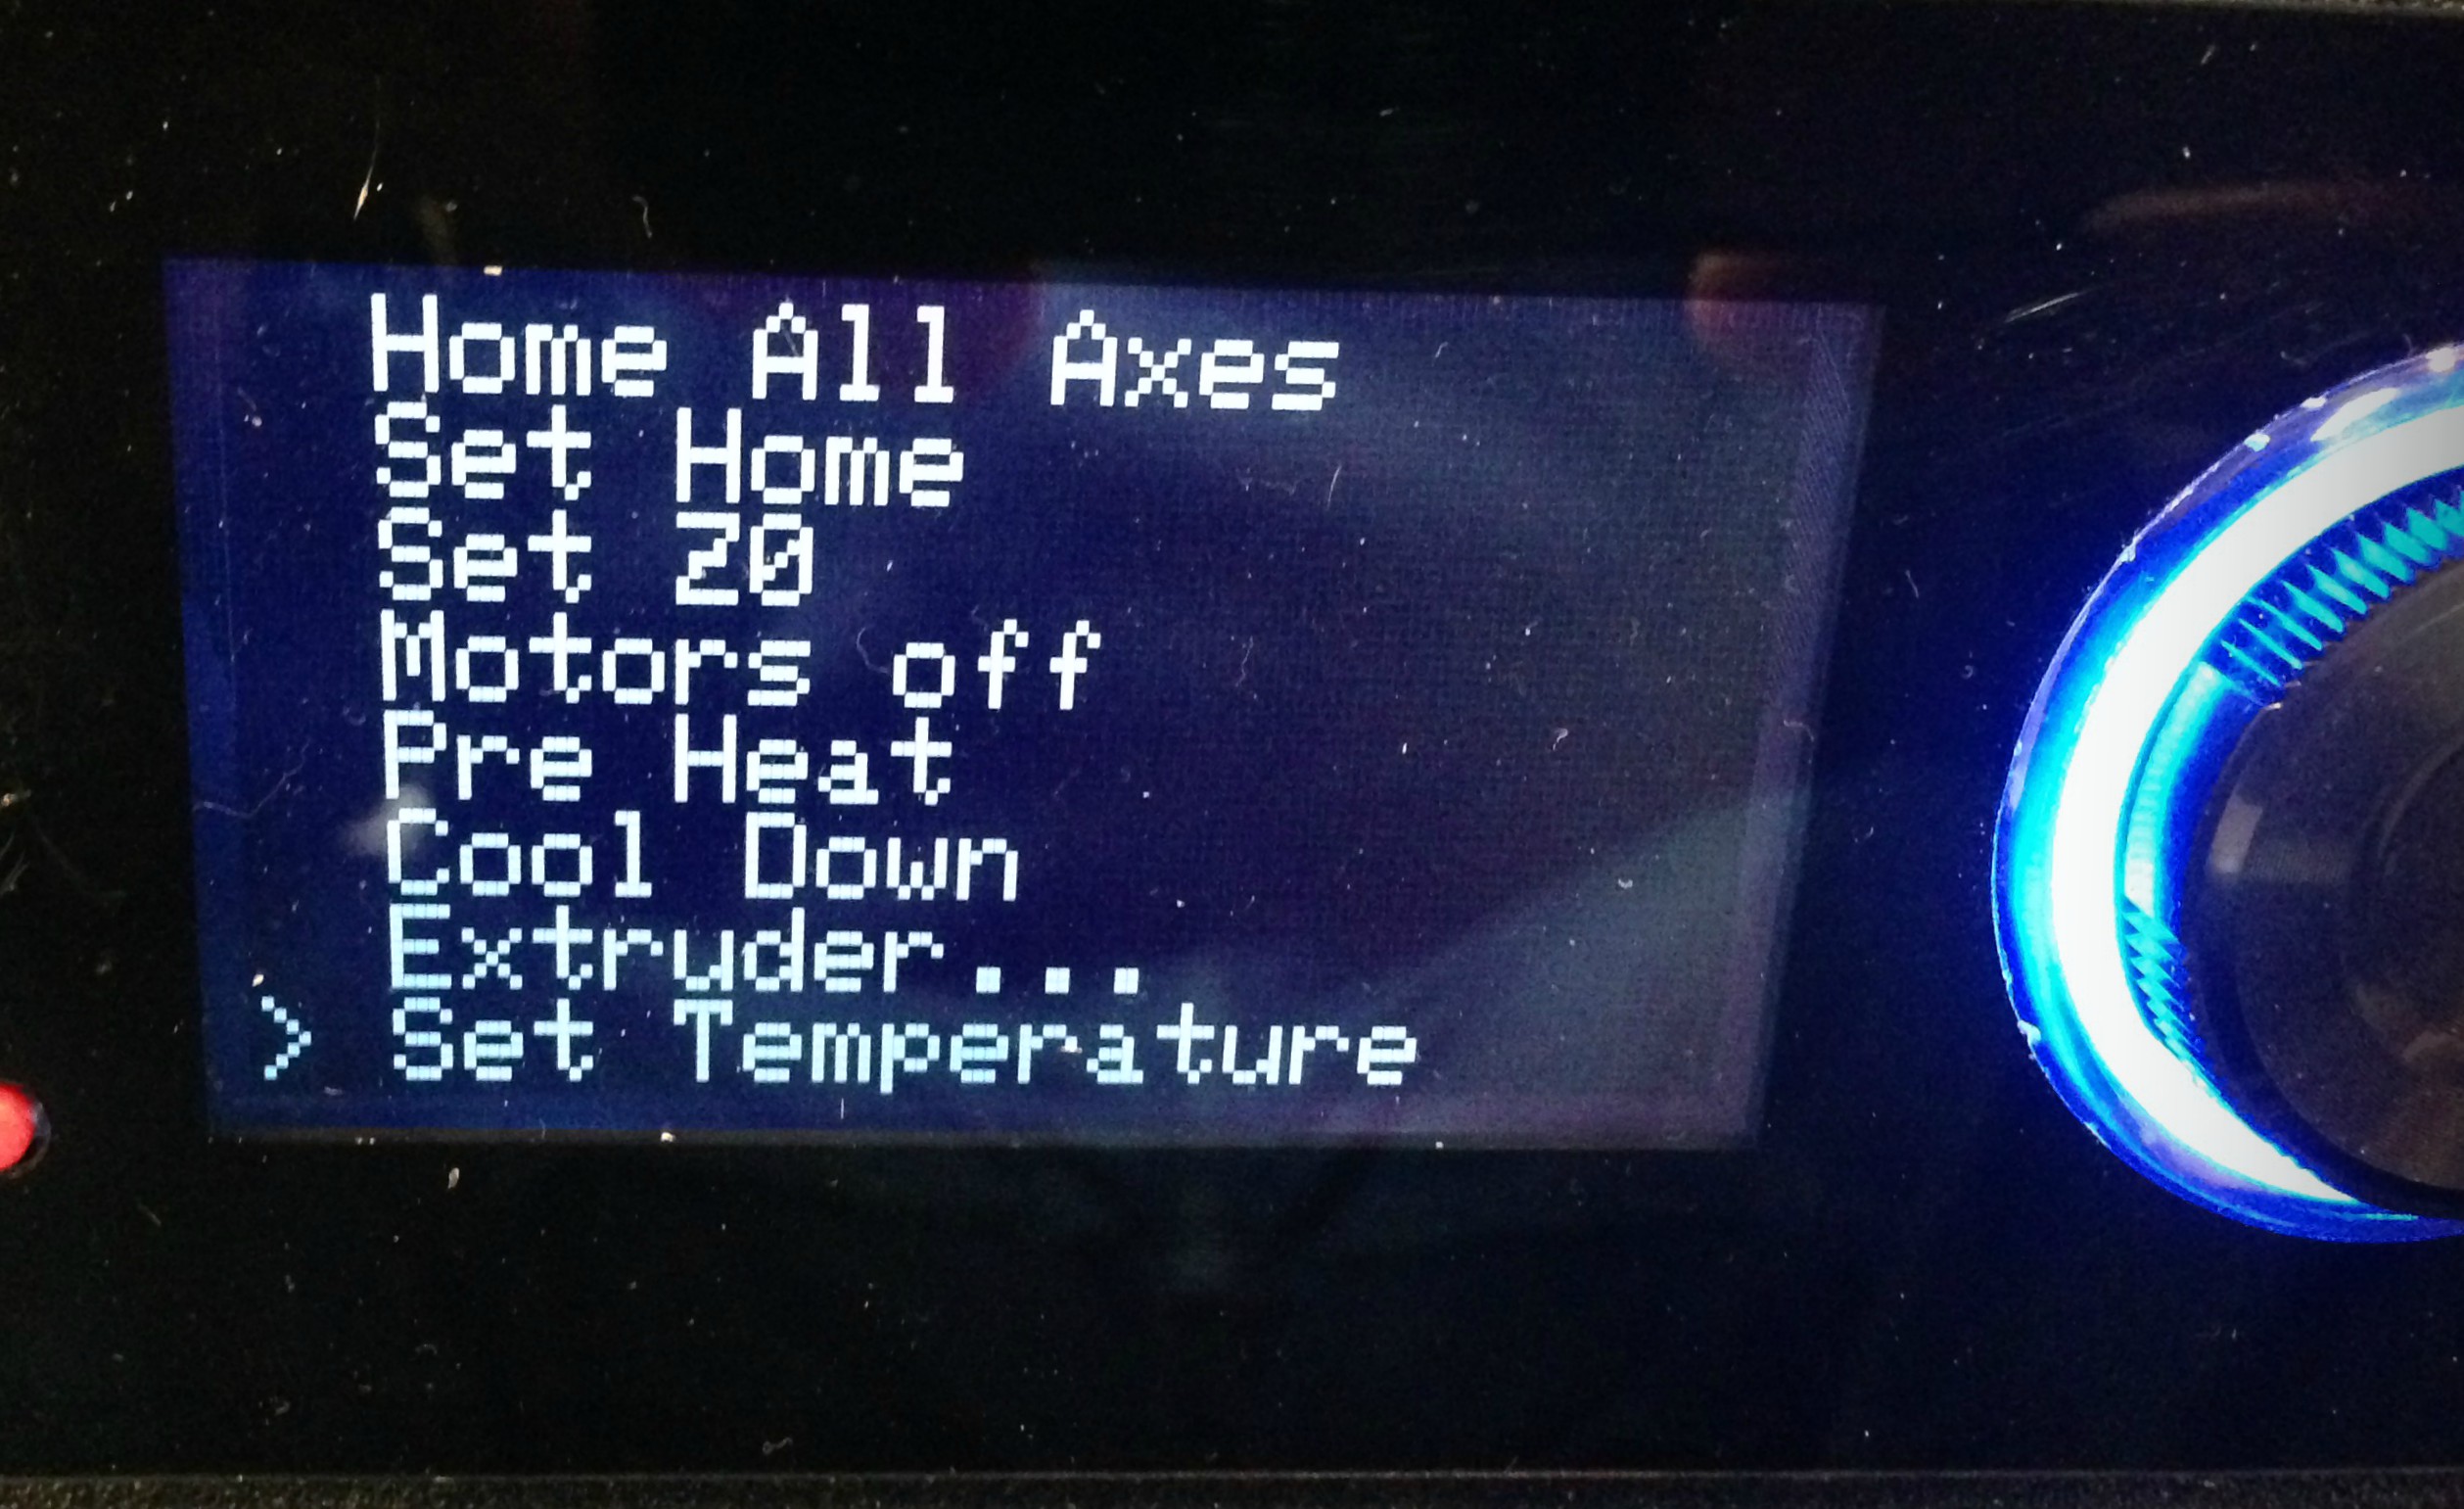 Home All Axes
Set Home
Set Z0
Motors off
Pre Heat
Cool Down
Extruder...
> Set Temperature